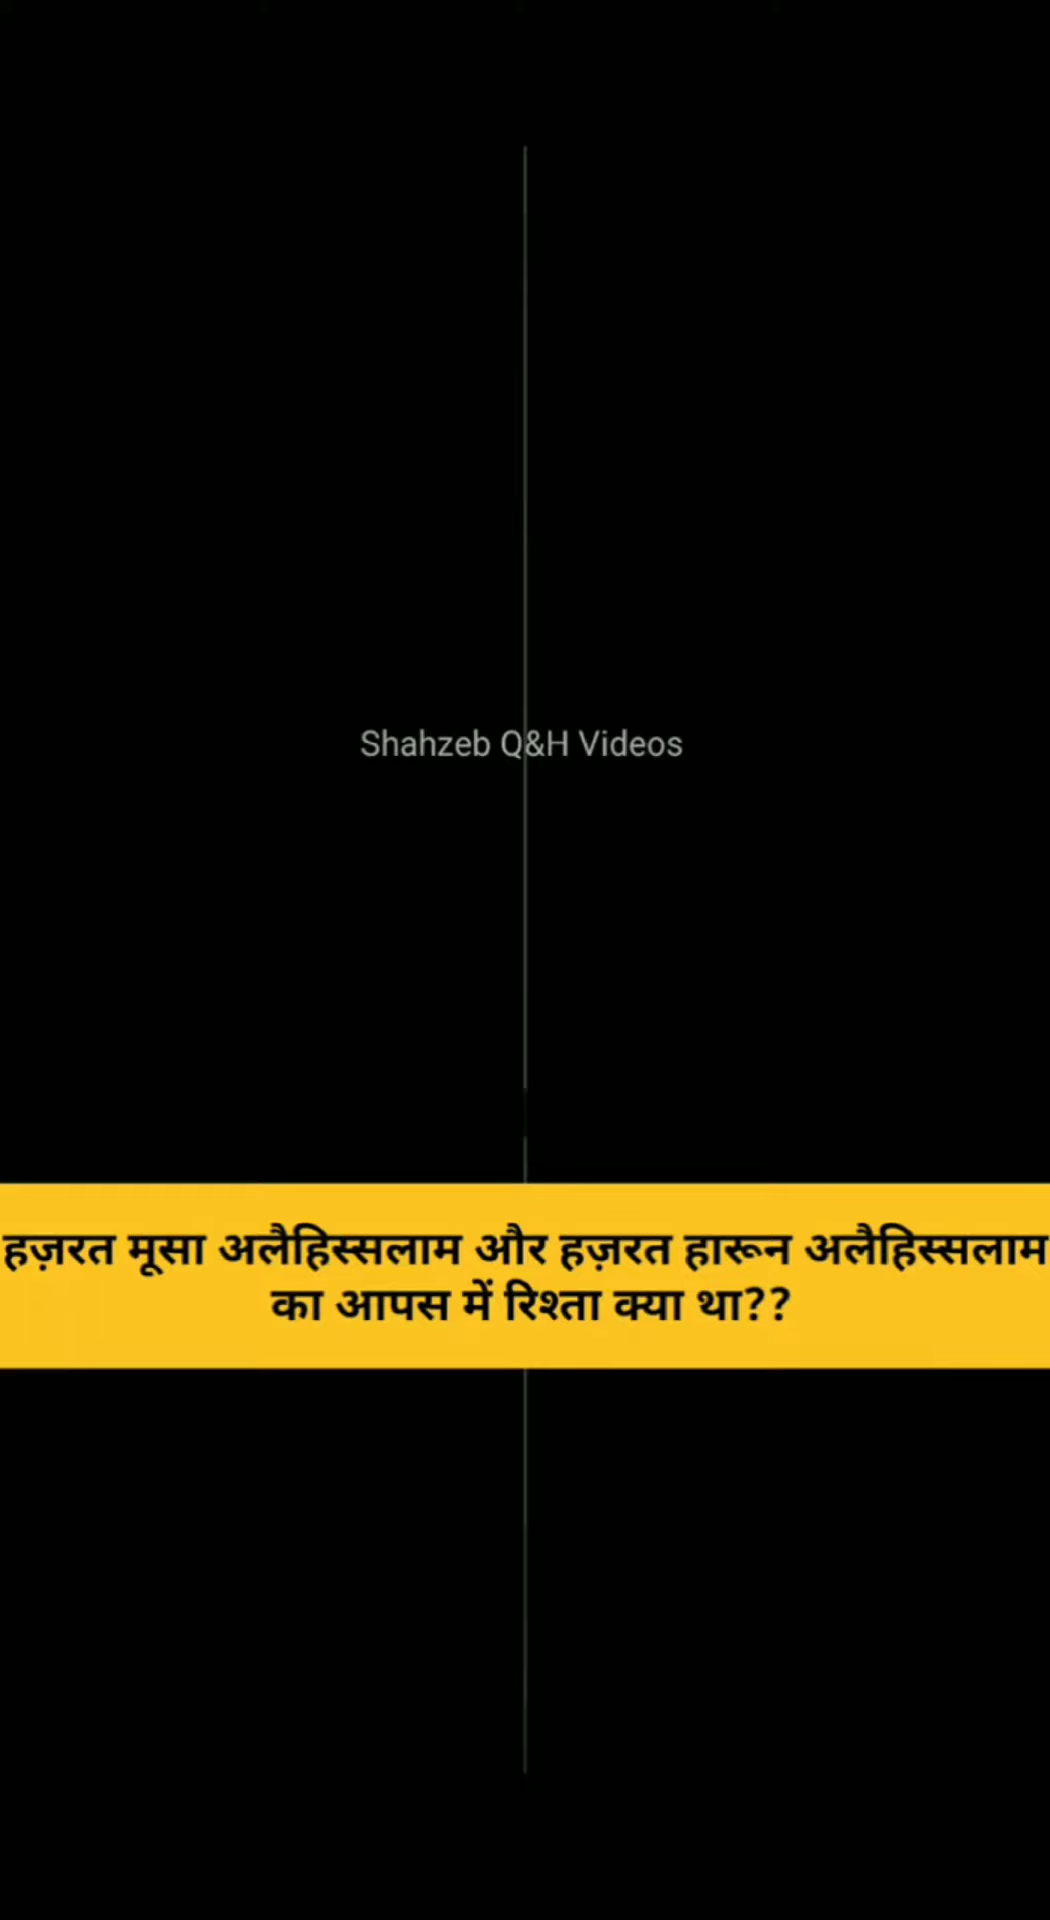 Shahzeb Q&H Videos
हज़रत मूसा अलैहिस्सलाम और हज़रत हारून अलैहिस्सलाम
का आपस में रिश्ता क्या था??